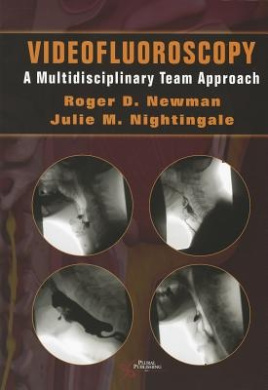 VIDEOFLUOROSCOPY
A Multidisciplinary Team Approach
Roger D. Newman
Julie M. Nightingale
PLURAL
PUBLISHING